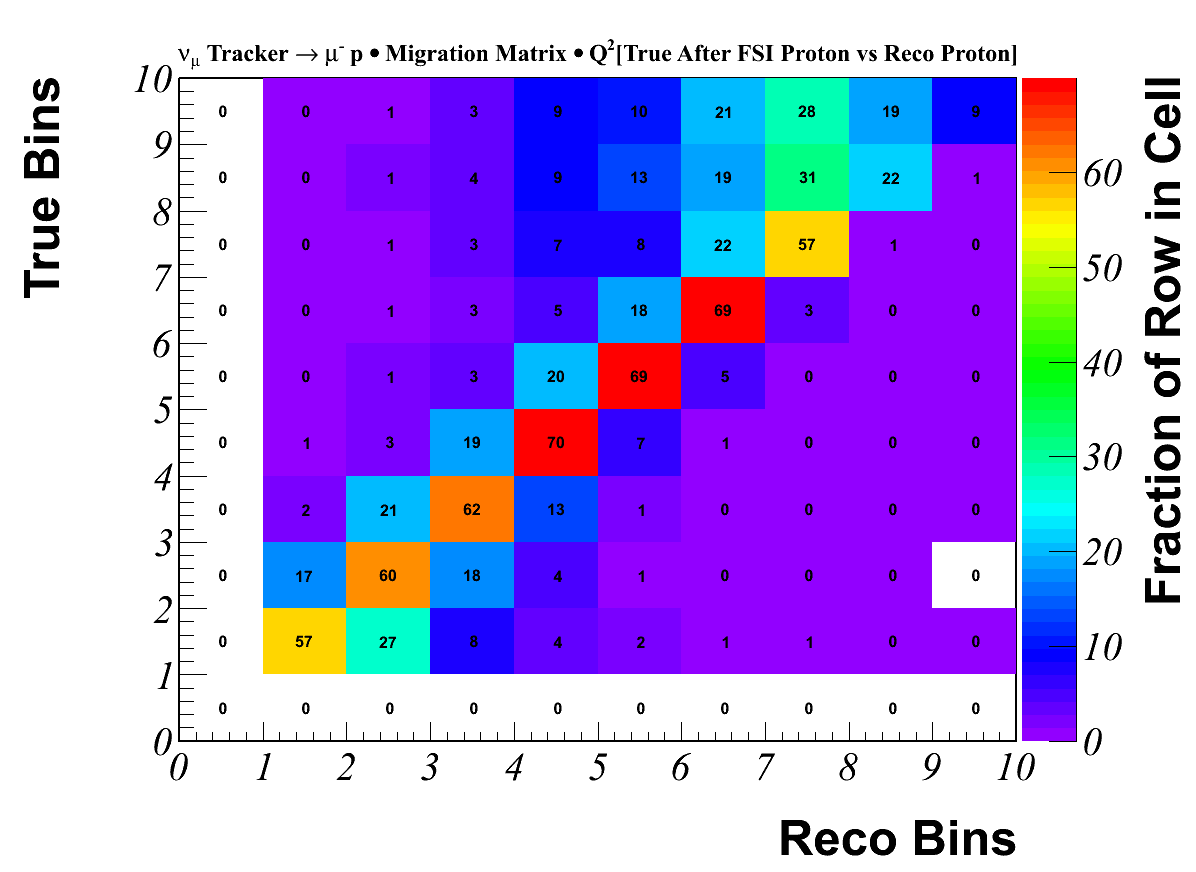 ν_μ Tracker → μ⁻ p • Migration Matrix • Q²[True After FSI Proton vs Reco Proton]
True Bins
10
9
8
7
6
5
4
3
2
1
0
0 0 1 3 9 10 21 28 19 9
0 0 1 4 9 13 19 31 22 1
0 0 1 3 7 8 22 57 1 0
0 0 1 3 5 18 69 3 0 0
0 0 1 3 20 69 5 0 0 0
0 1 3 19 70 7 1 0 0 0
0 2 21 62 13 1 0 0 0 0
0 17 60 18 4 1 0 0 0 0
0 57 27 8 4 2 1 1 0 0
0 0 0 0 0 0 0 0 0 0
0 1 2 3 4 5 6 7 8 9 10
Reco Bins
60
50
40
30
20
10
0
Fraction of Row in Cell